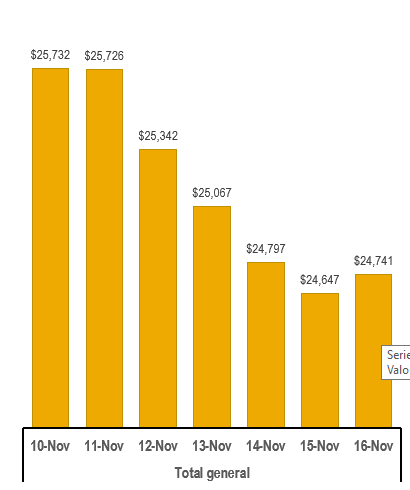 $25,732
$25,726
$25,342
$25,067
$24,797
$24,647
$24,741
Serie
Valo
10-Nov 11-Nov 12-Nov 13-Nov 14-Nov 15-Nov 16-Nov
Total general